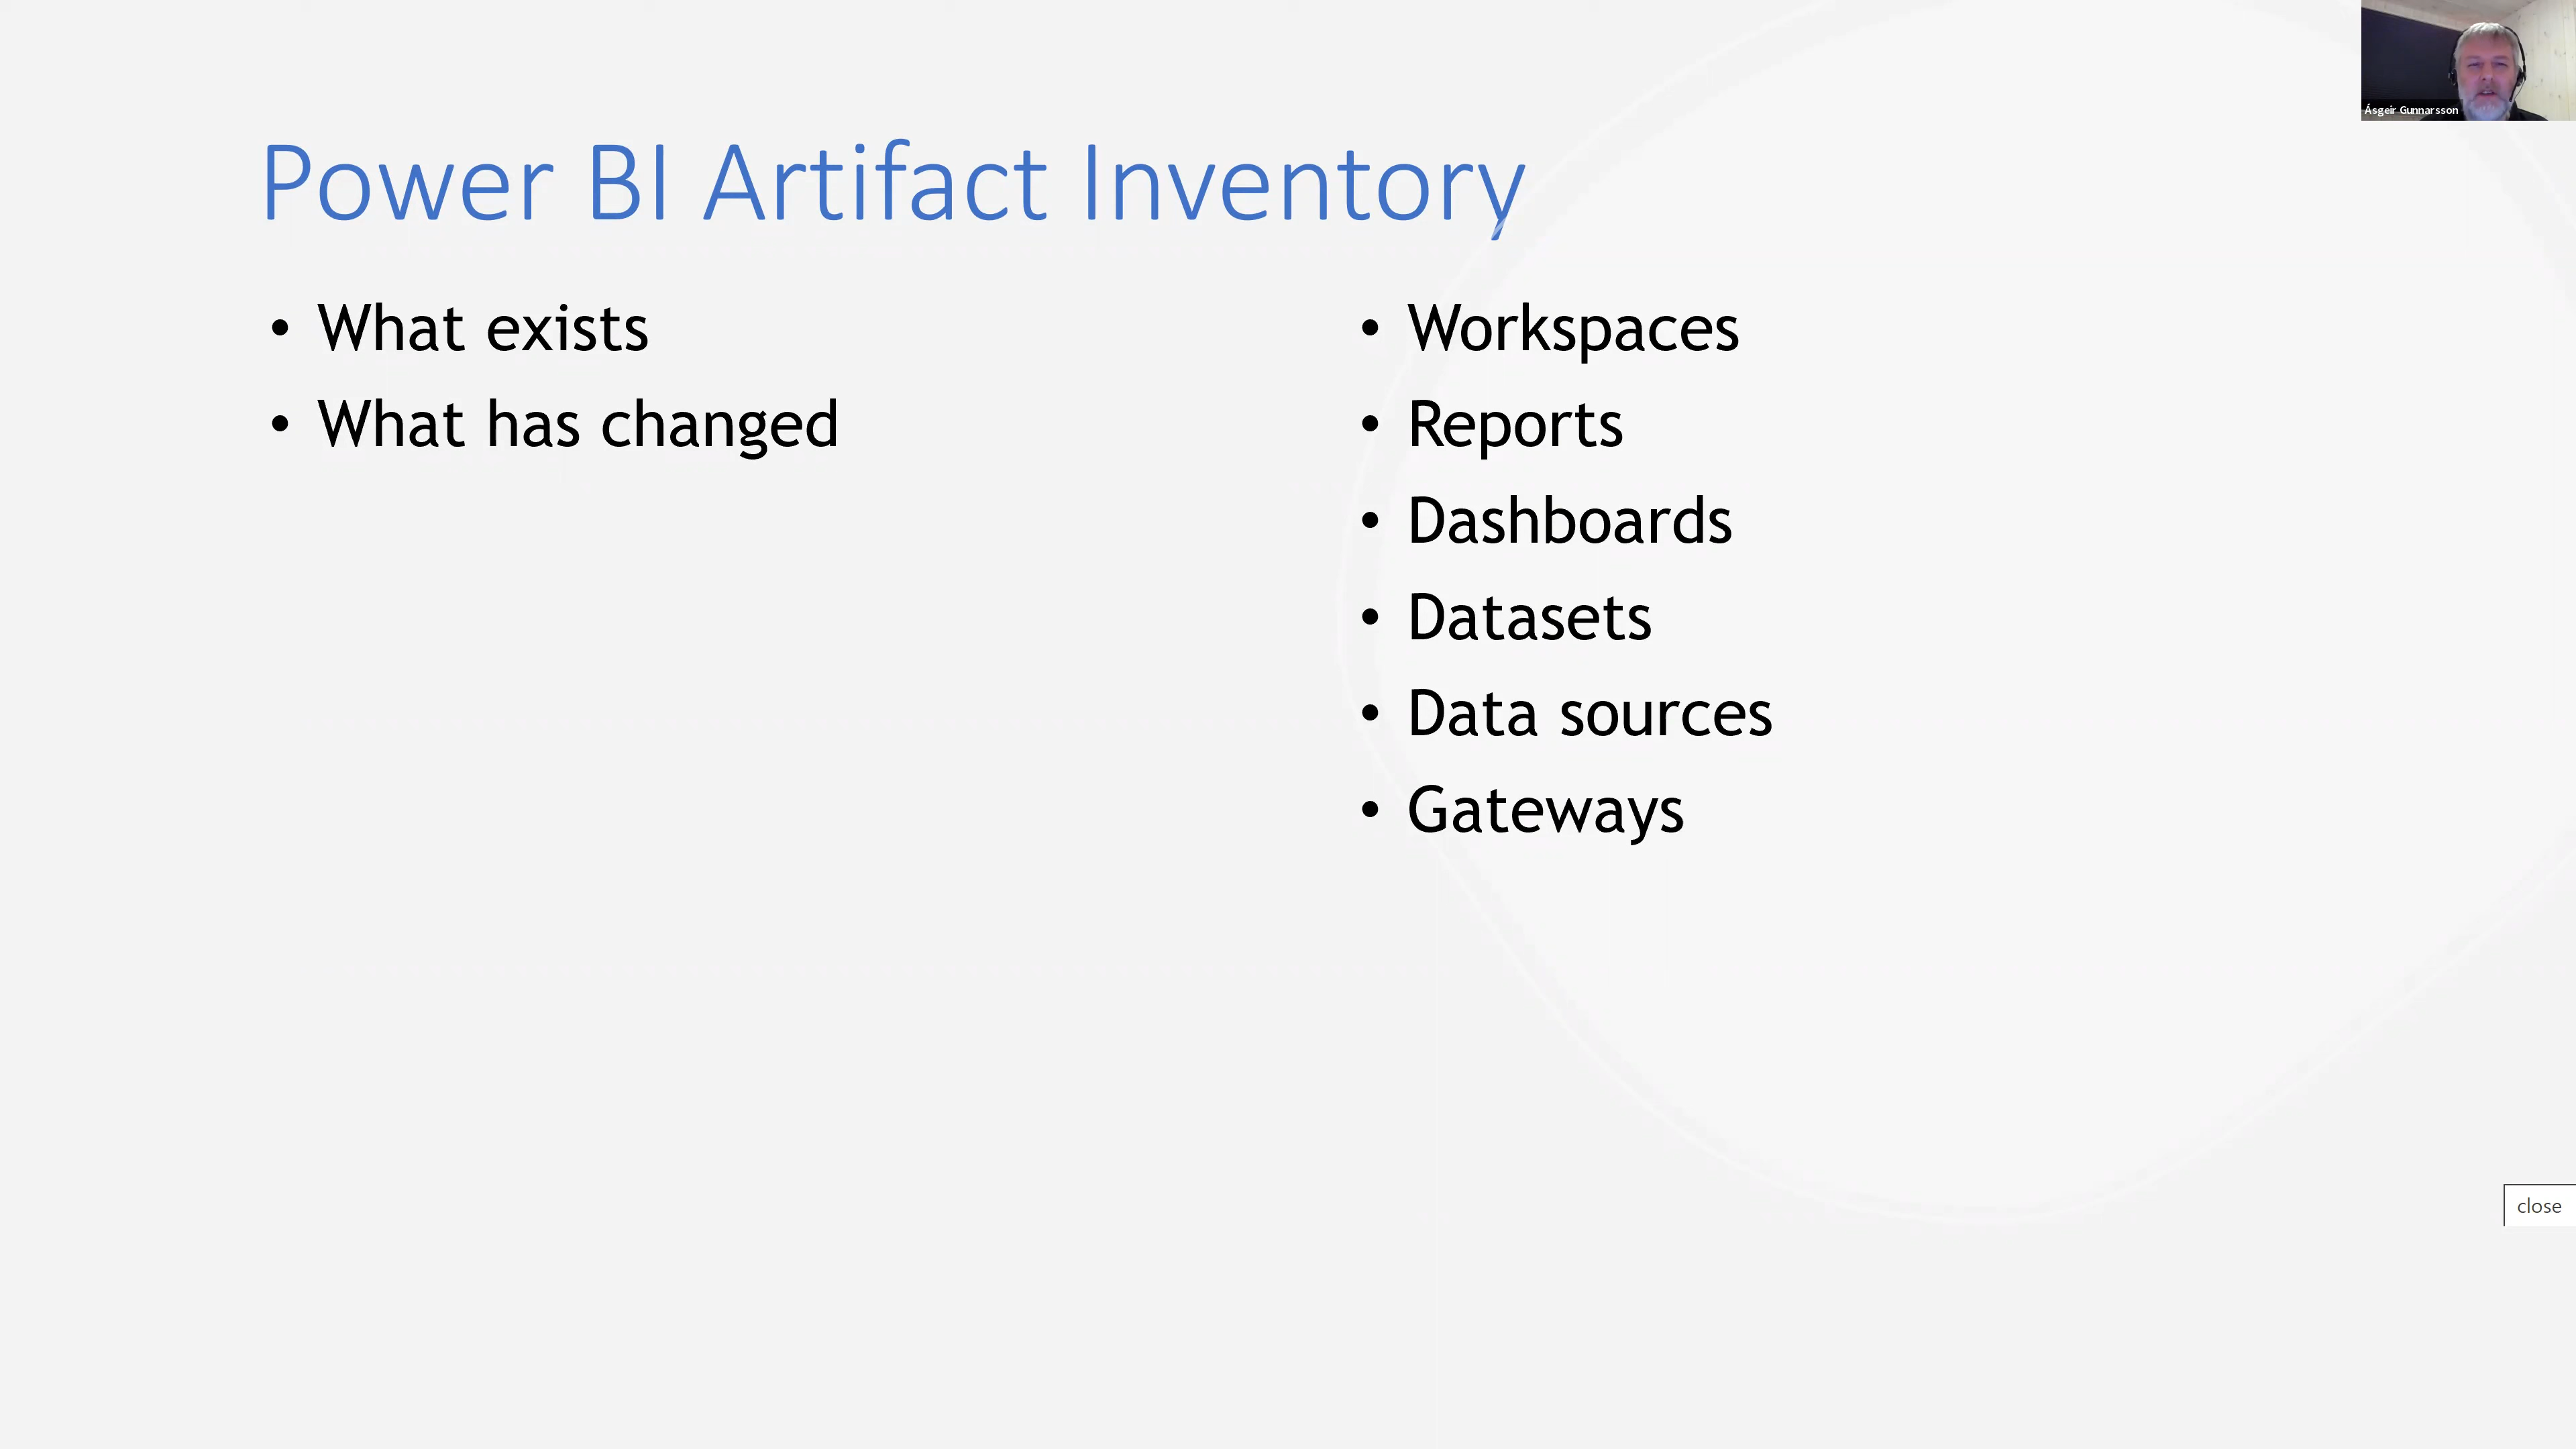 Ásgeir Gunnarsson
Power BI Artifact Inventory
• What exists
• What has changed
• Workspaces
• Reports
• Dashboards
• Datasets
• Data sources
• Gateways
close